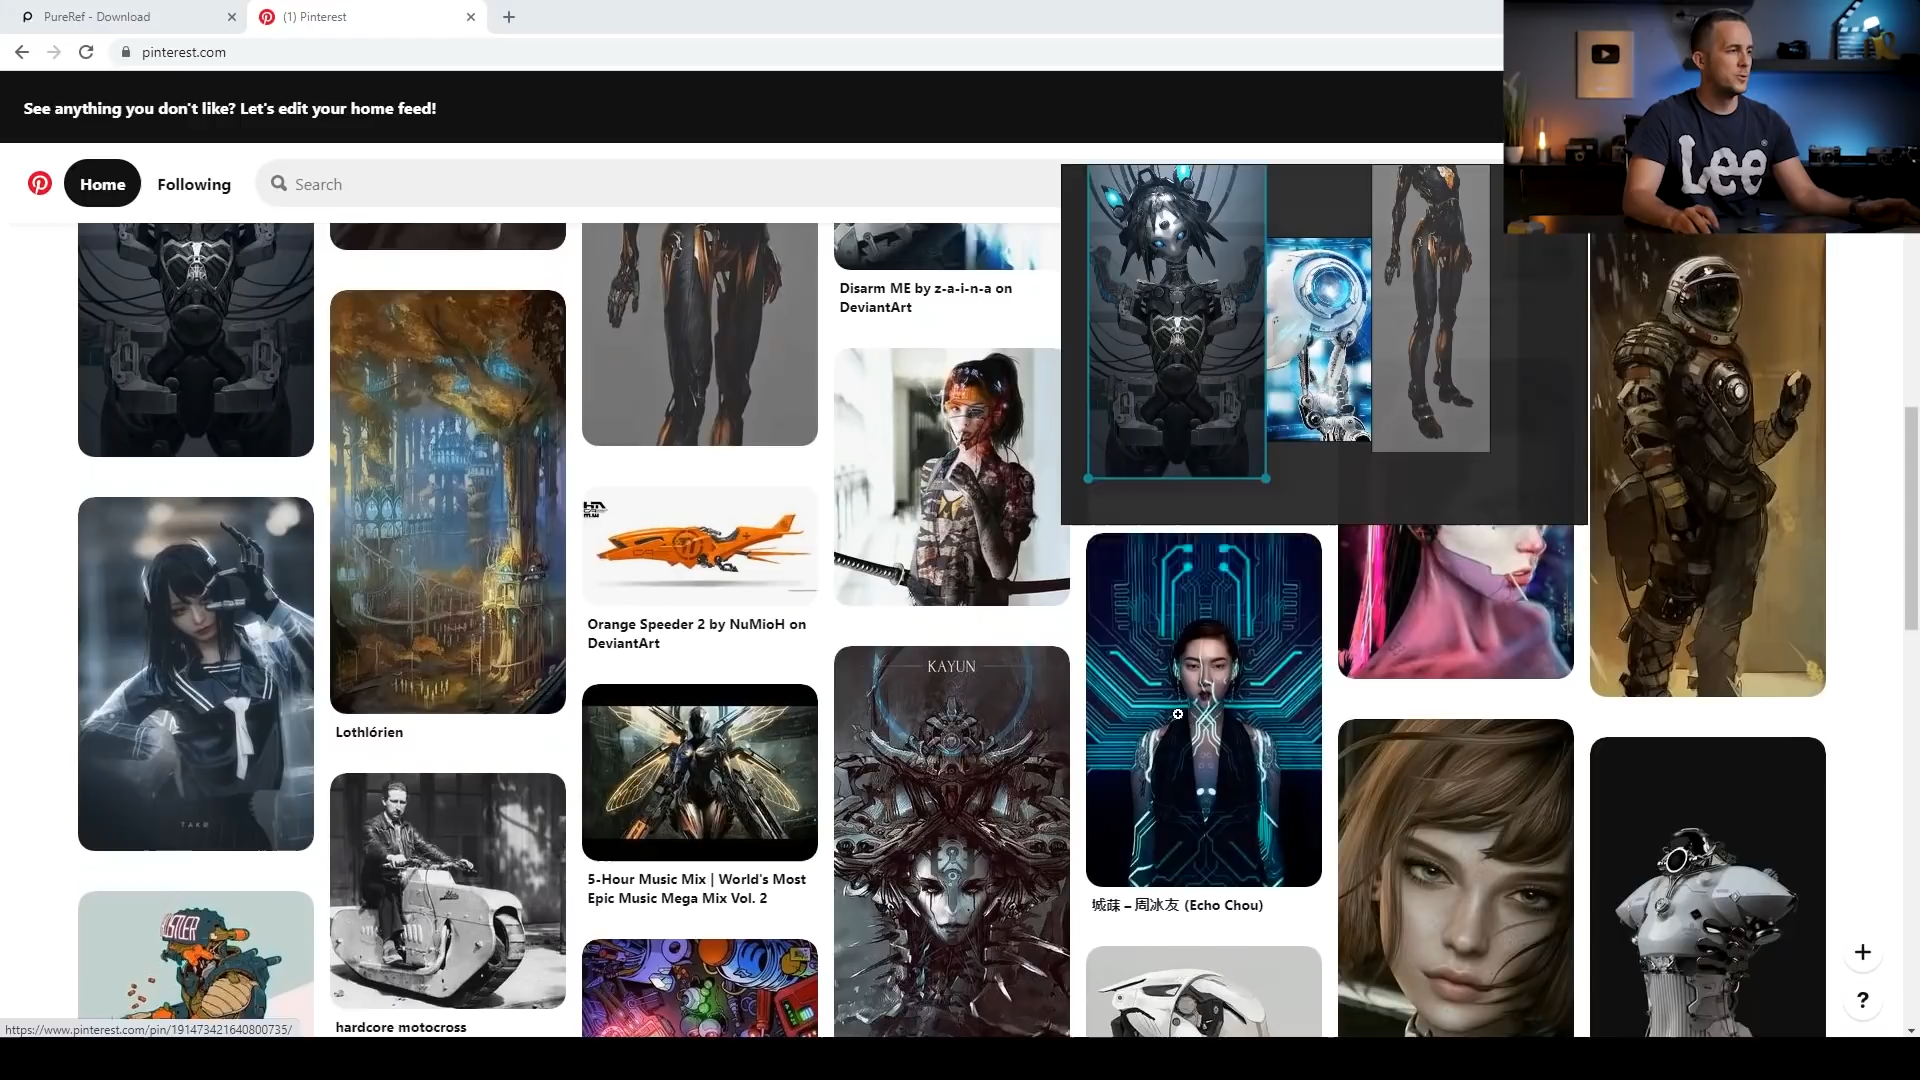 PureRef - Download
(1) Pinterest
pinterest.com
See anything you don't like? Let's edit your home feed!
Home
Following
Search
Lee
Disarm ME by z-a-i-n-a on
DeviantArt
Orange Speeder 2 by NuMioH on
DeviantArt
KAYUN
Lothlórien
TAKØ
5-Hour Music Mix | World's Most
Epic Music Mega Mix Vol. 2
周冰友 (Echo Chou)
hardcore motocross
https://www.pinterest.com/pin/191473421640800735/